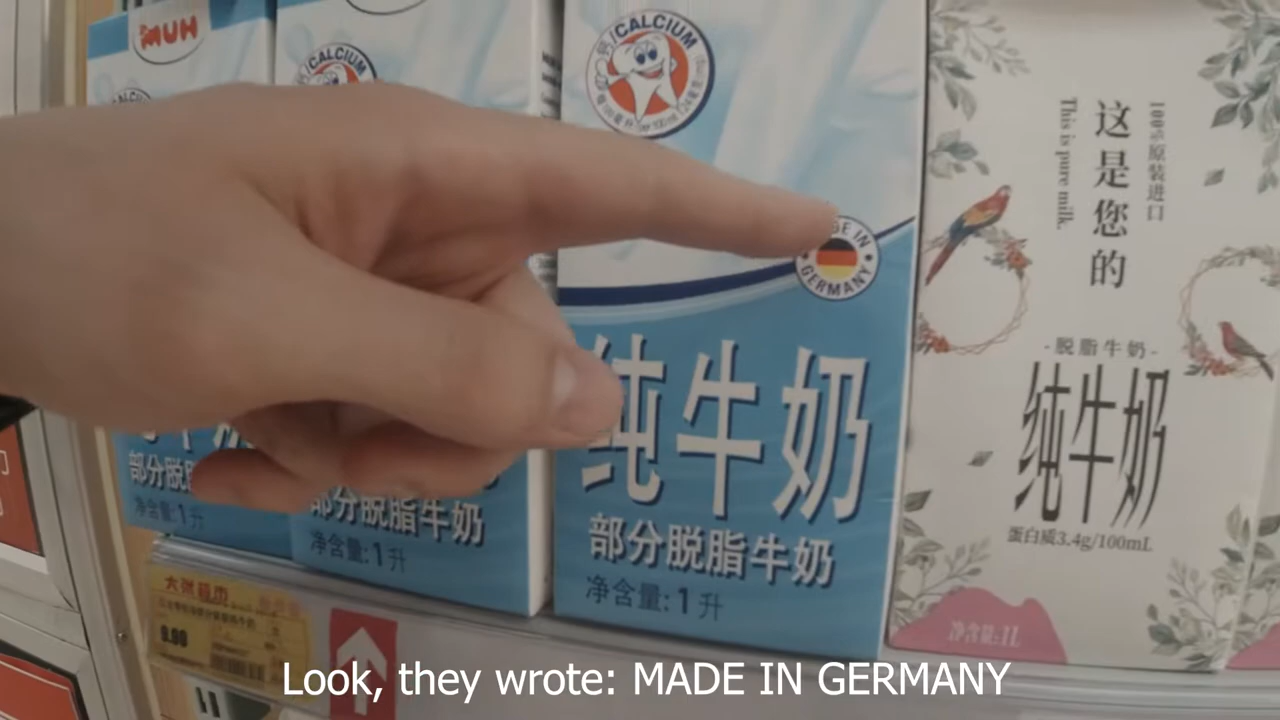 MUH
CALCIUM
CALCIUM
MADE IN
GERMANY
纯牛奶
部分脱脂牛奶
净含量:1升
部分脱脂牛奶
净含量:1升
部分脱
净含量:1升
100%原装进口
这是您的
This is pure milk.
-脱脂牛奶-
纯牛奶
蛋白质3.4g/100mL
净含量:1L
9.90
Look, they wrote: MADE IN GERMANY